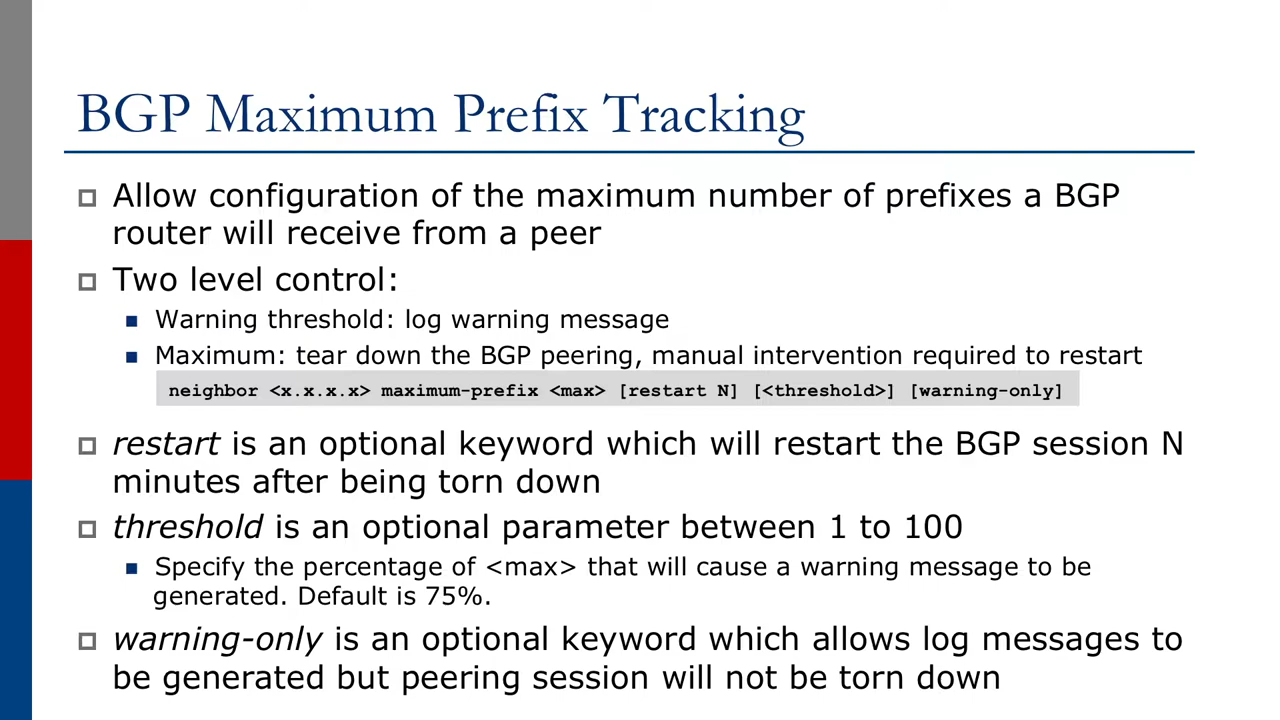 BGP Maximum Prefix Tracking
Allow configuration of the maximum number of prefixes a BGP
router will receive from a peer
Two level control:
Warning threshold: log warning message
Maximum: tear down the BGP peering, manual intervention required to restart
neighbor <x.x.x.x> maximum-prefix <max> [restart N] [<threshold>] [warning-only]
restart is an optional keyword which will restart the BGP session N
minutes after being torn down
threshold is an optional parameter between 1 to 100
Specify the percentage of <max> that will cause a warning message to be
generated. Default is 75%.
warning-only is an optional keyword which allows log messages to
be generated but peering session will not be torn down